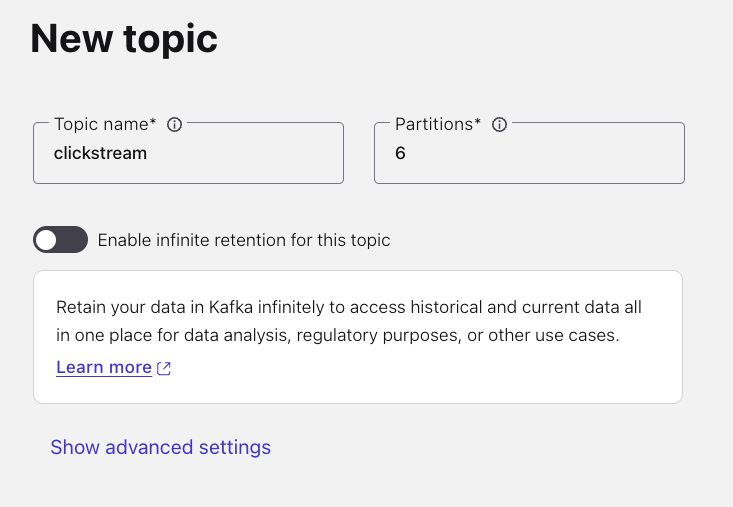 New topic
Topic name*
Partitions*
clickstream
6
Enable infinite retention for this topic
Retain your data in Kafka infinitely to access historical and current data all
in one place for data analysis, regulatory purposes, or other use cases.
Learn more
Show advanced settings